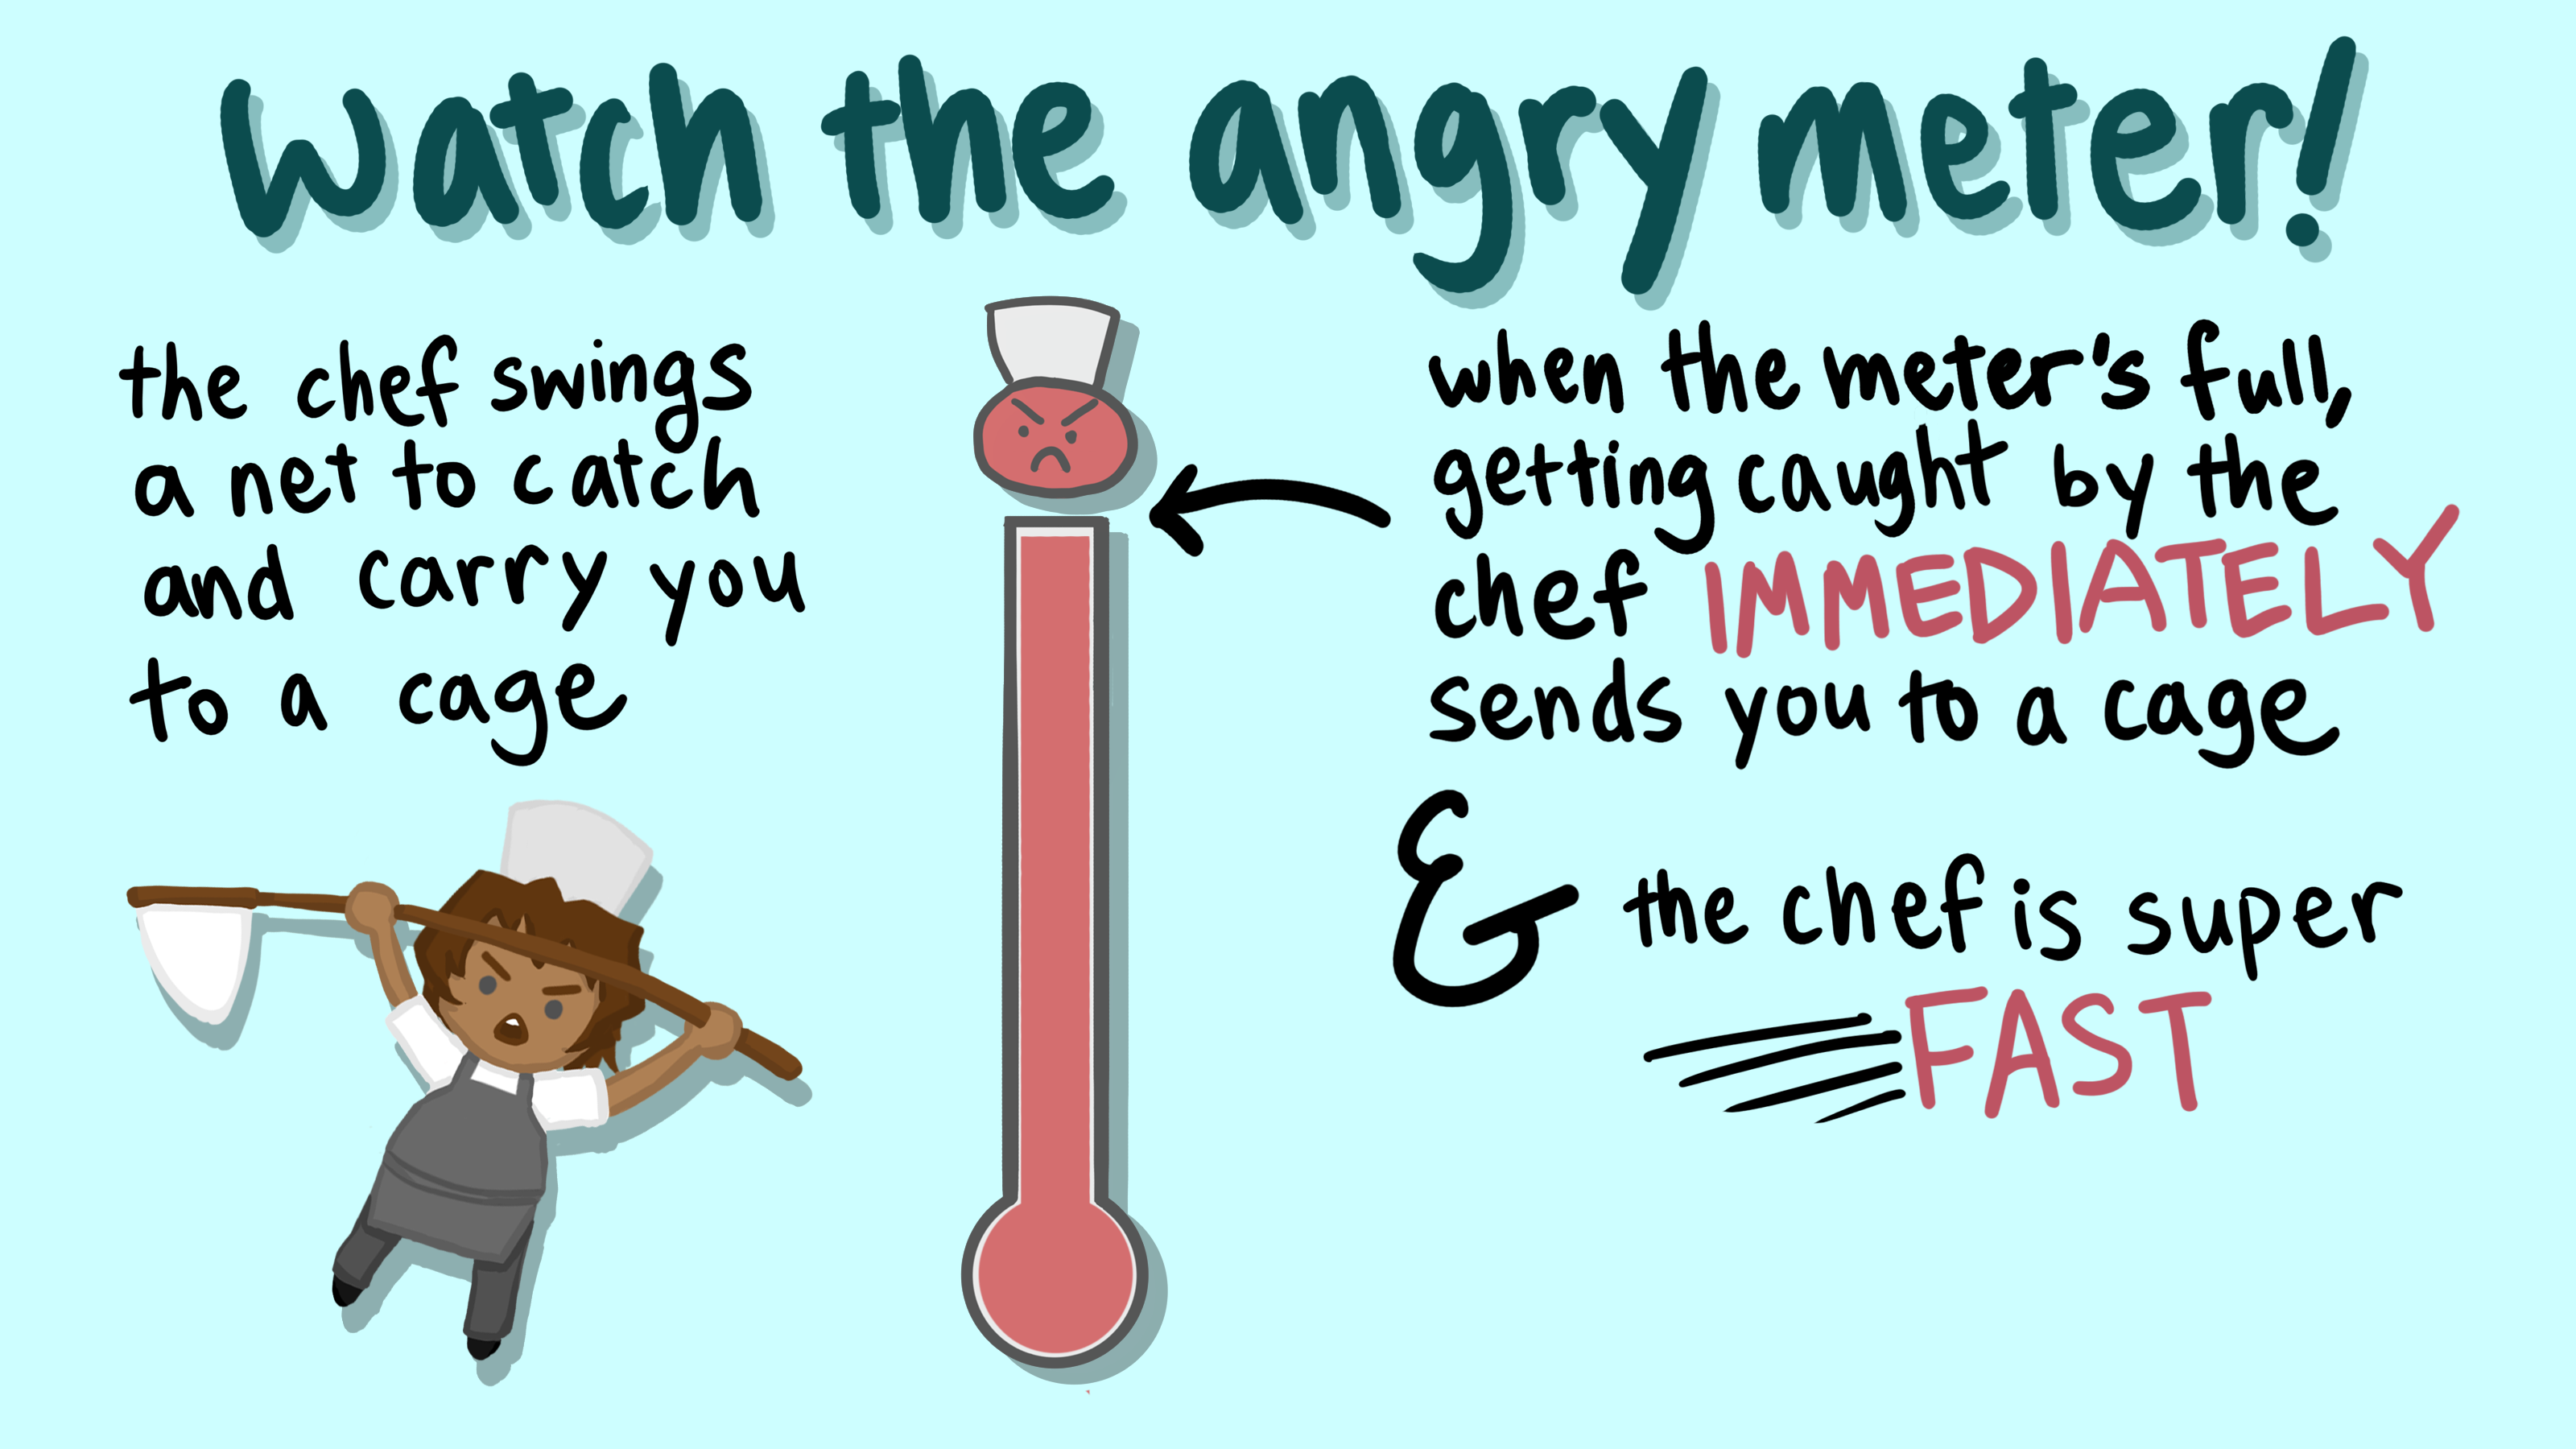 Watch the angry meter!
the chef swings
a net to catch
and carry you
to a cage
when the meter's full,
getting caught by the
chef IMMEDIATELY
sends you to a cage
& the chef is super
FAST